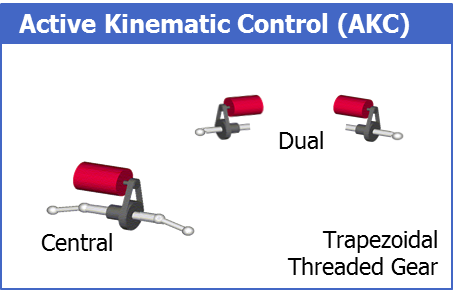 Active Kinematic Control (AKC)
Dual
Central
Trapezoidal
Threaded Gear